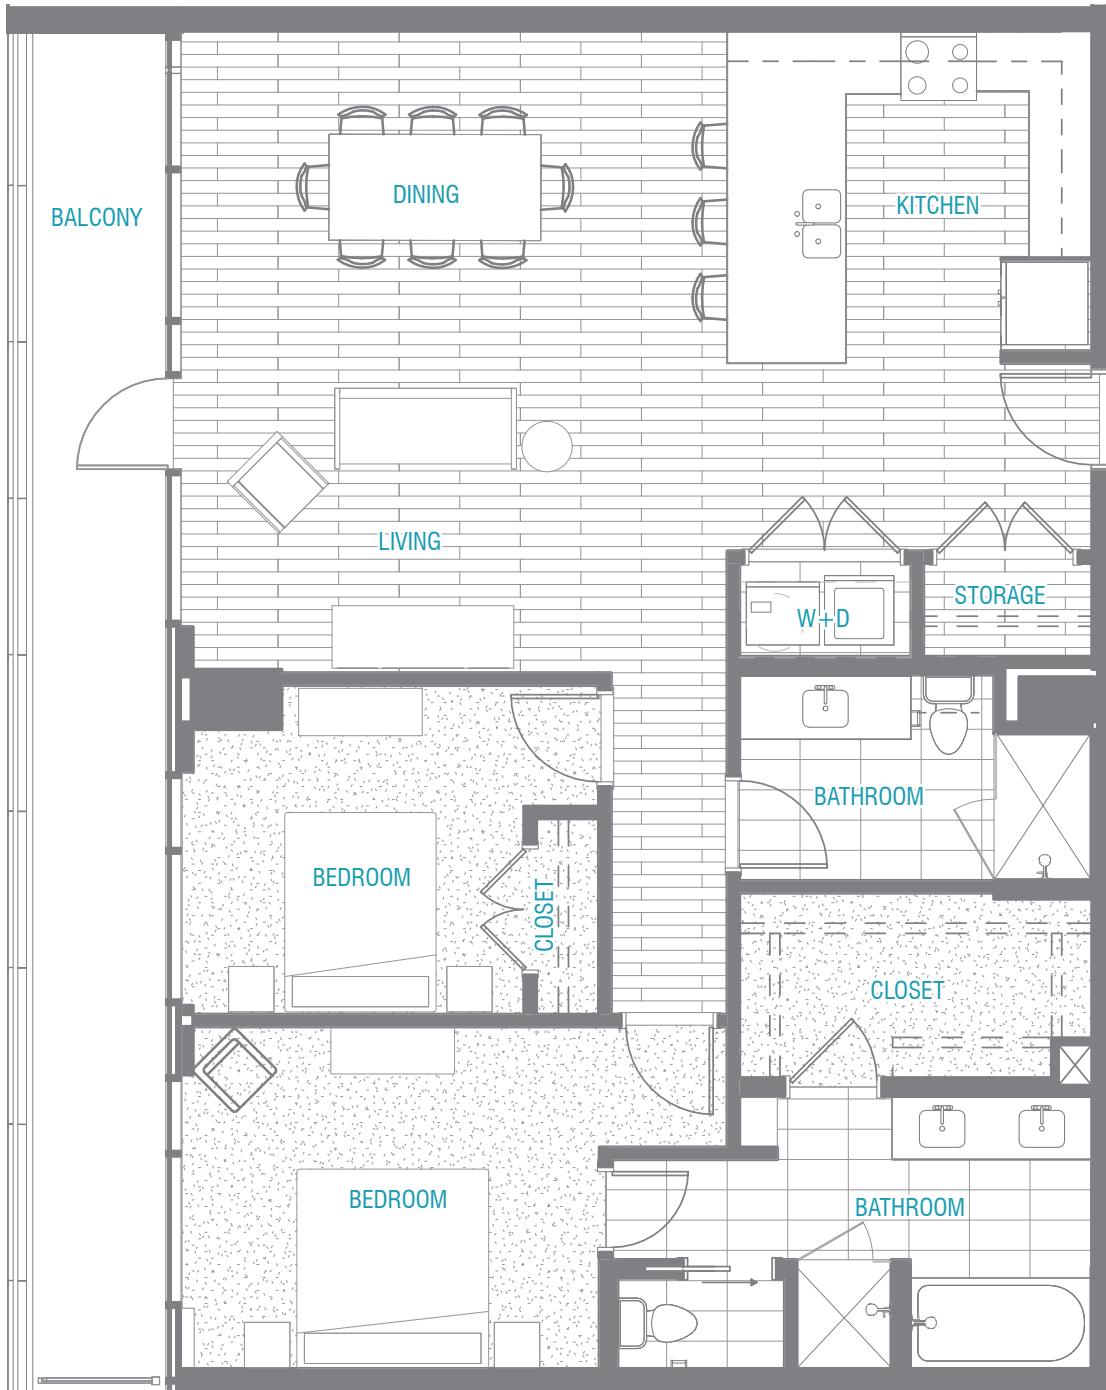 DINING
BALCONY
KITCHEN
LIVING
STORAGE
W+D
BATHROOM
BEDROOM
CLOSET
CLOSET
BEDROOM
BATHROOM